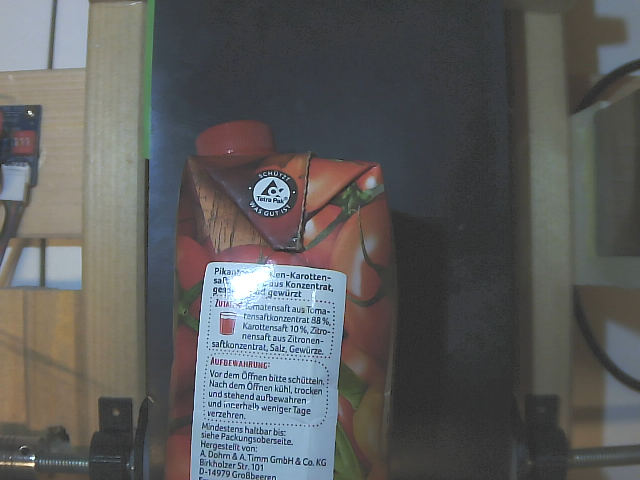 SCHÜTZT
Tetra Pak®
WAS GUT IST
en-Karotten-
saft aus Konzentrat,
gewürzt
Tomatensaft aus Toma-
tensaftkonzentrat 88 %,
Karottensaft 10 %, Zitro-
nensaft aus Zitronen-
saftkonzentrat, Salz, Gewürze.
AUFBEWAHRUNG:
Vor dem Öffnen bitte schütteln.
Nach dem Öffnen kühl, trocken
und stehend aufbewahren
und innerhalb weniger Tage
verzehren.
Mindestens haltbar bis:
siehe Packungsoberseite.
Hergestellt von:
A. Dohrn & A. Timm GmbH & Co. KG
Birkholzer Str. 101
D-14979 Großbeeren